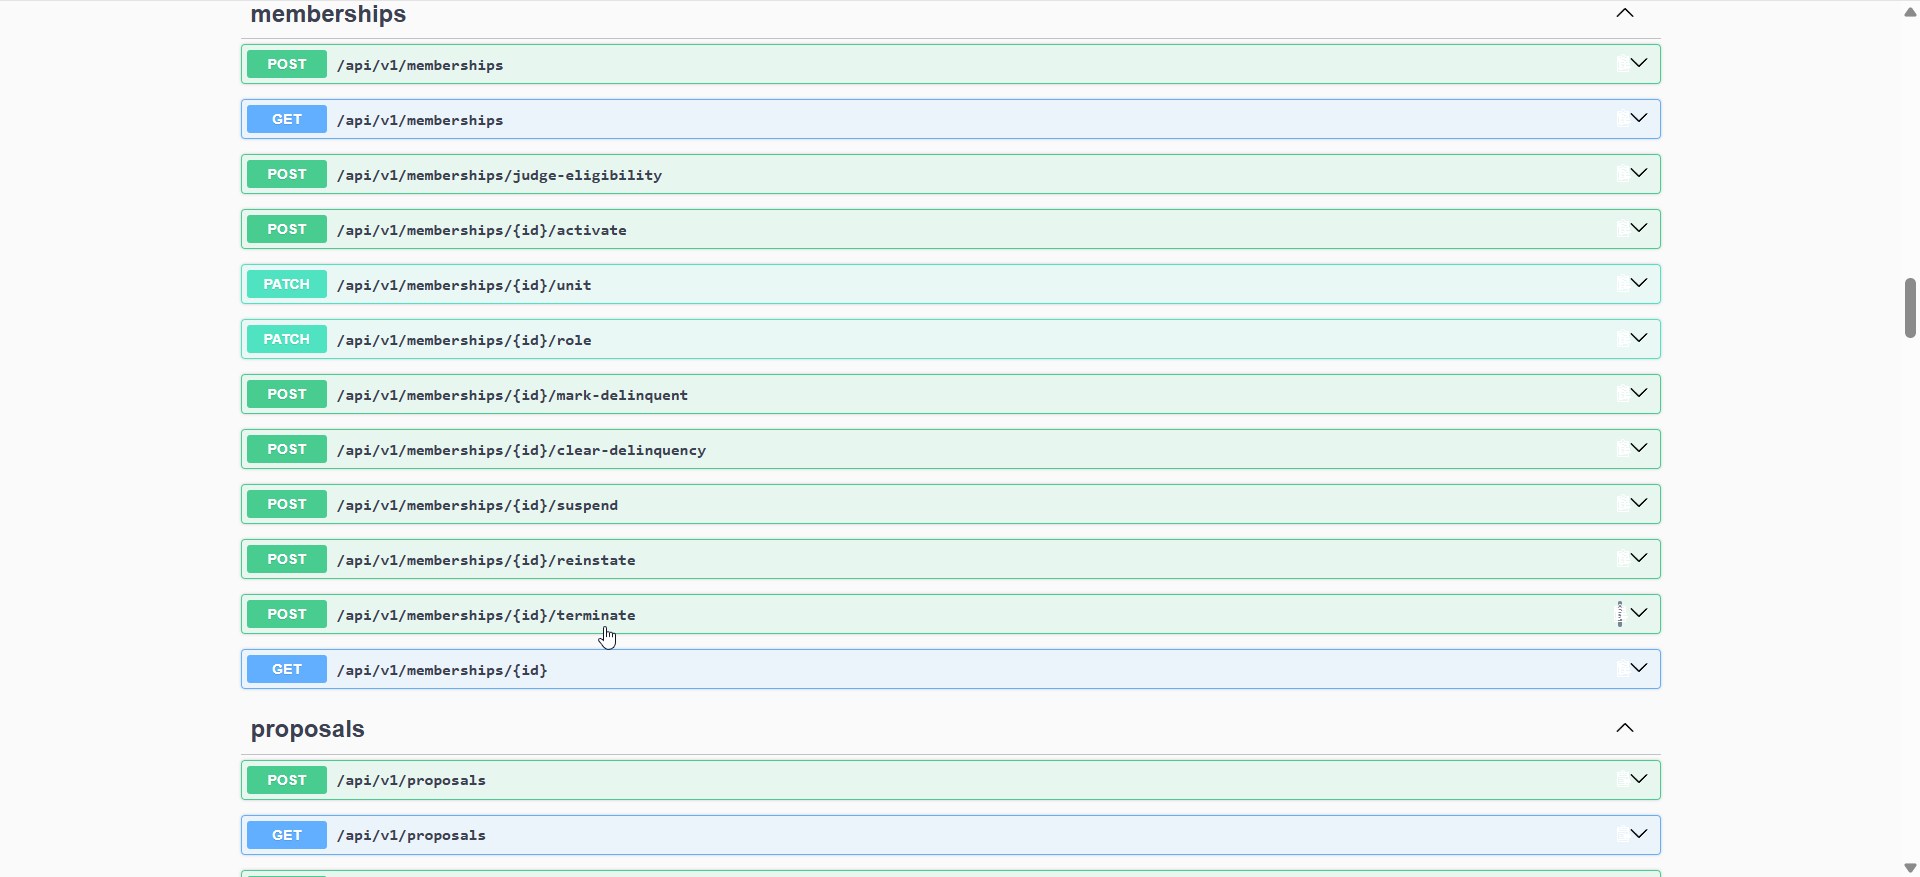 memberships
POST /api/v1/memberships
GET /api/v1/memberships
POST /api/v1/memberships/judge-eligibility
POST /api/v1/memberships/{id}/activate
PATCH /api/v1/memberships/{id}/unit
PATCH /api/v1/memberships/{id}/role
POST /api/v1/memberships/{id}/mark-delinquent
POST /api/v1/memberships/{id}/clear-delinquency
POST /api/v1/memberships/{id}/suspend
POST /api/v1/memberships/{id}/reinstate
POST /api/v1/memberships/{id}/terminate
GET /api/v1/memberships/{id}
proposals
POST /api/v1/proposals
GET /api/v1/proposals